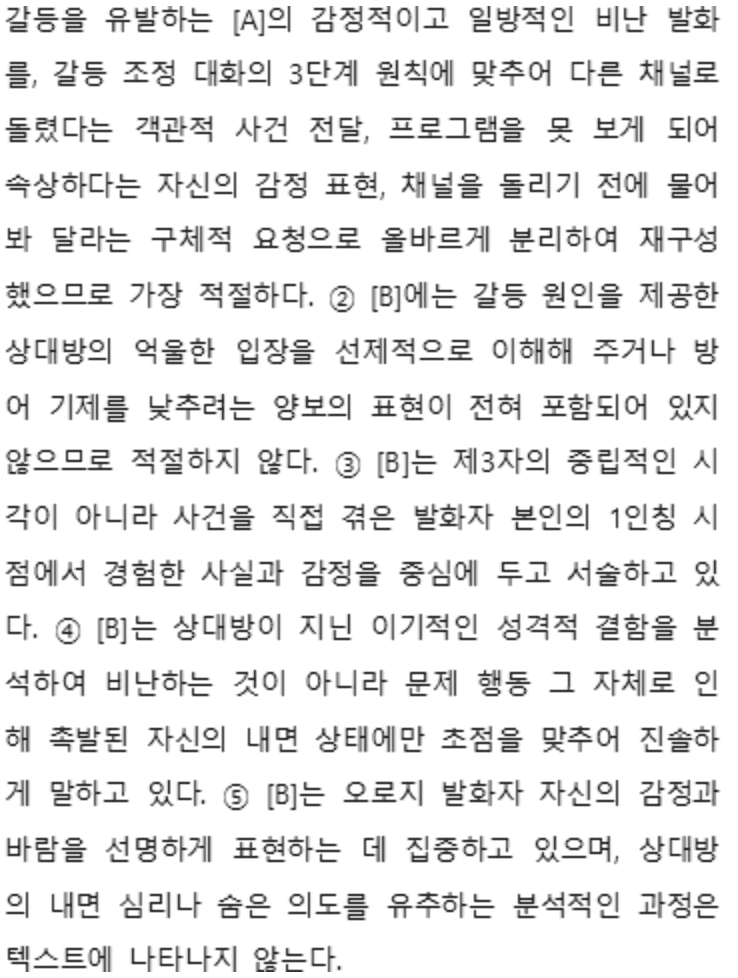 갈등을 유발하는 [A]의 감정적이고 일방적인 비난 발화
를, 갈등 조정 대화의 3단계 원칙에 맞추어 다른 채널로
돌렸다는 객관적 사건 전달, 프로그램을 못 보게 되어
속상하다는 자신의 감정 표현, 채널을 돌리기 전에 물어
봐 달라는 구체적 요청으로 올바르게 분리하여 재구성
했으므로 가장 적절하다. ② [B]에는 갈등 원인을 제공한
상대방의 억울한 입장을 선제적으로 이해해 주거나 방
어 기제를 낮추려는 양보의 표현이 전혀 포함되어 있지
않으므로 적절하지 않다. ③ [B]는 제3자의 중립적인 시
각이 아니라 사건을 직접 겪은 발화자 본인의 1인칭 시
점에서 경험한 사실과 감정을 중심에 두고 서술하고 있
다. ④ [B]는 상대방이 지닌 이기적인 성격적 결함을 분
석하여 비난하는 것이 아니라 문제 행동 그 자체로 인
해 촉발된 자신의 내면 상태에만 초점을 맞추어 진솔하
게 말하고 있다. ⑤ [B]는 오로지 발화자 자신의 감정과
바람을 선명하게 표현하는 데 집중하고 있으며, 상대방
의 내면 심리나 숨은 의도를 유추하는 분석적인 과정은
텍스트에 나타나지 않는다.